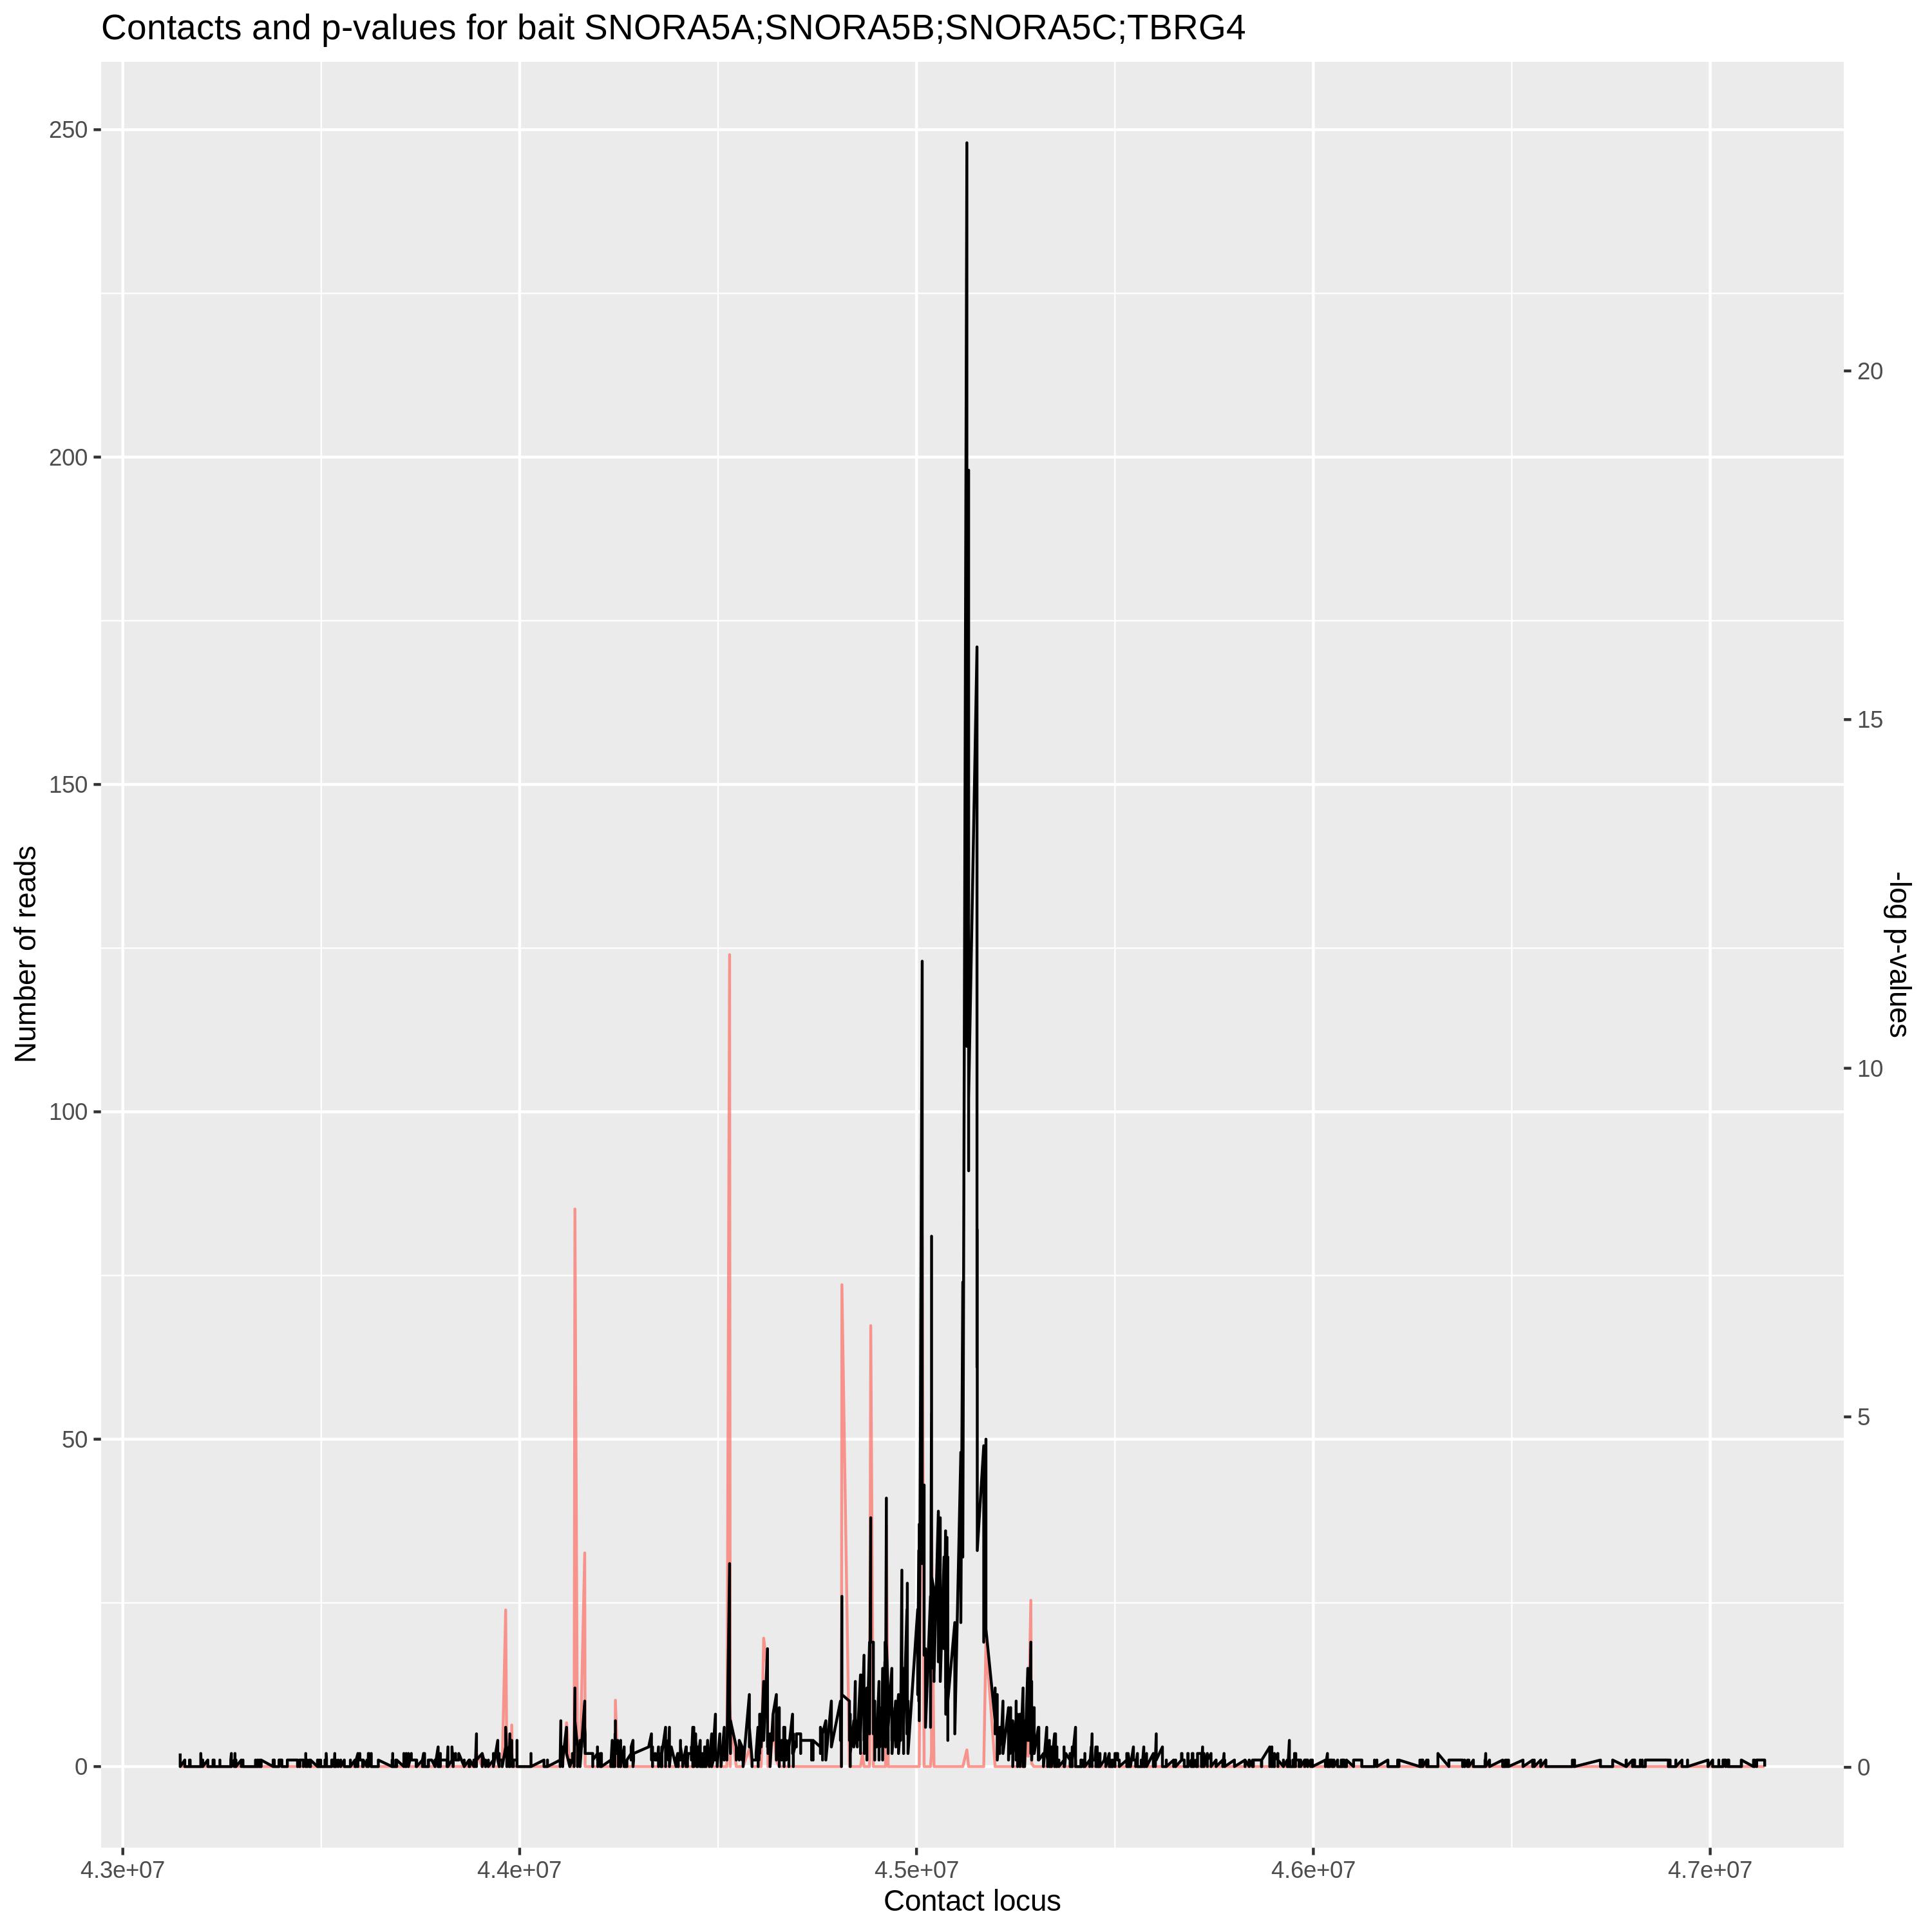 Contacts and p-values for bait SNORA5A;SNORA5B;SNORA5C;TBRG4
250
200
150
100
50
0
Number of reads
20
15
10
5
0
-log p-values
4.3e+07
4.4e+07
4.5e+07
4.6e+07
4.7e+07
Contact locus